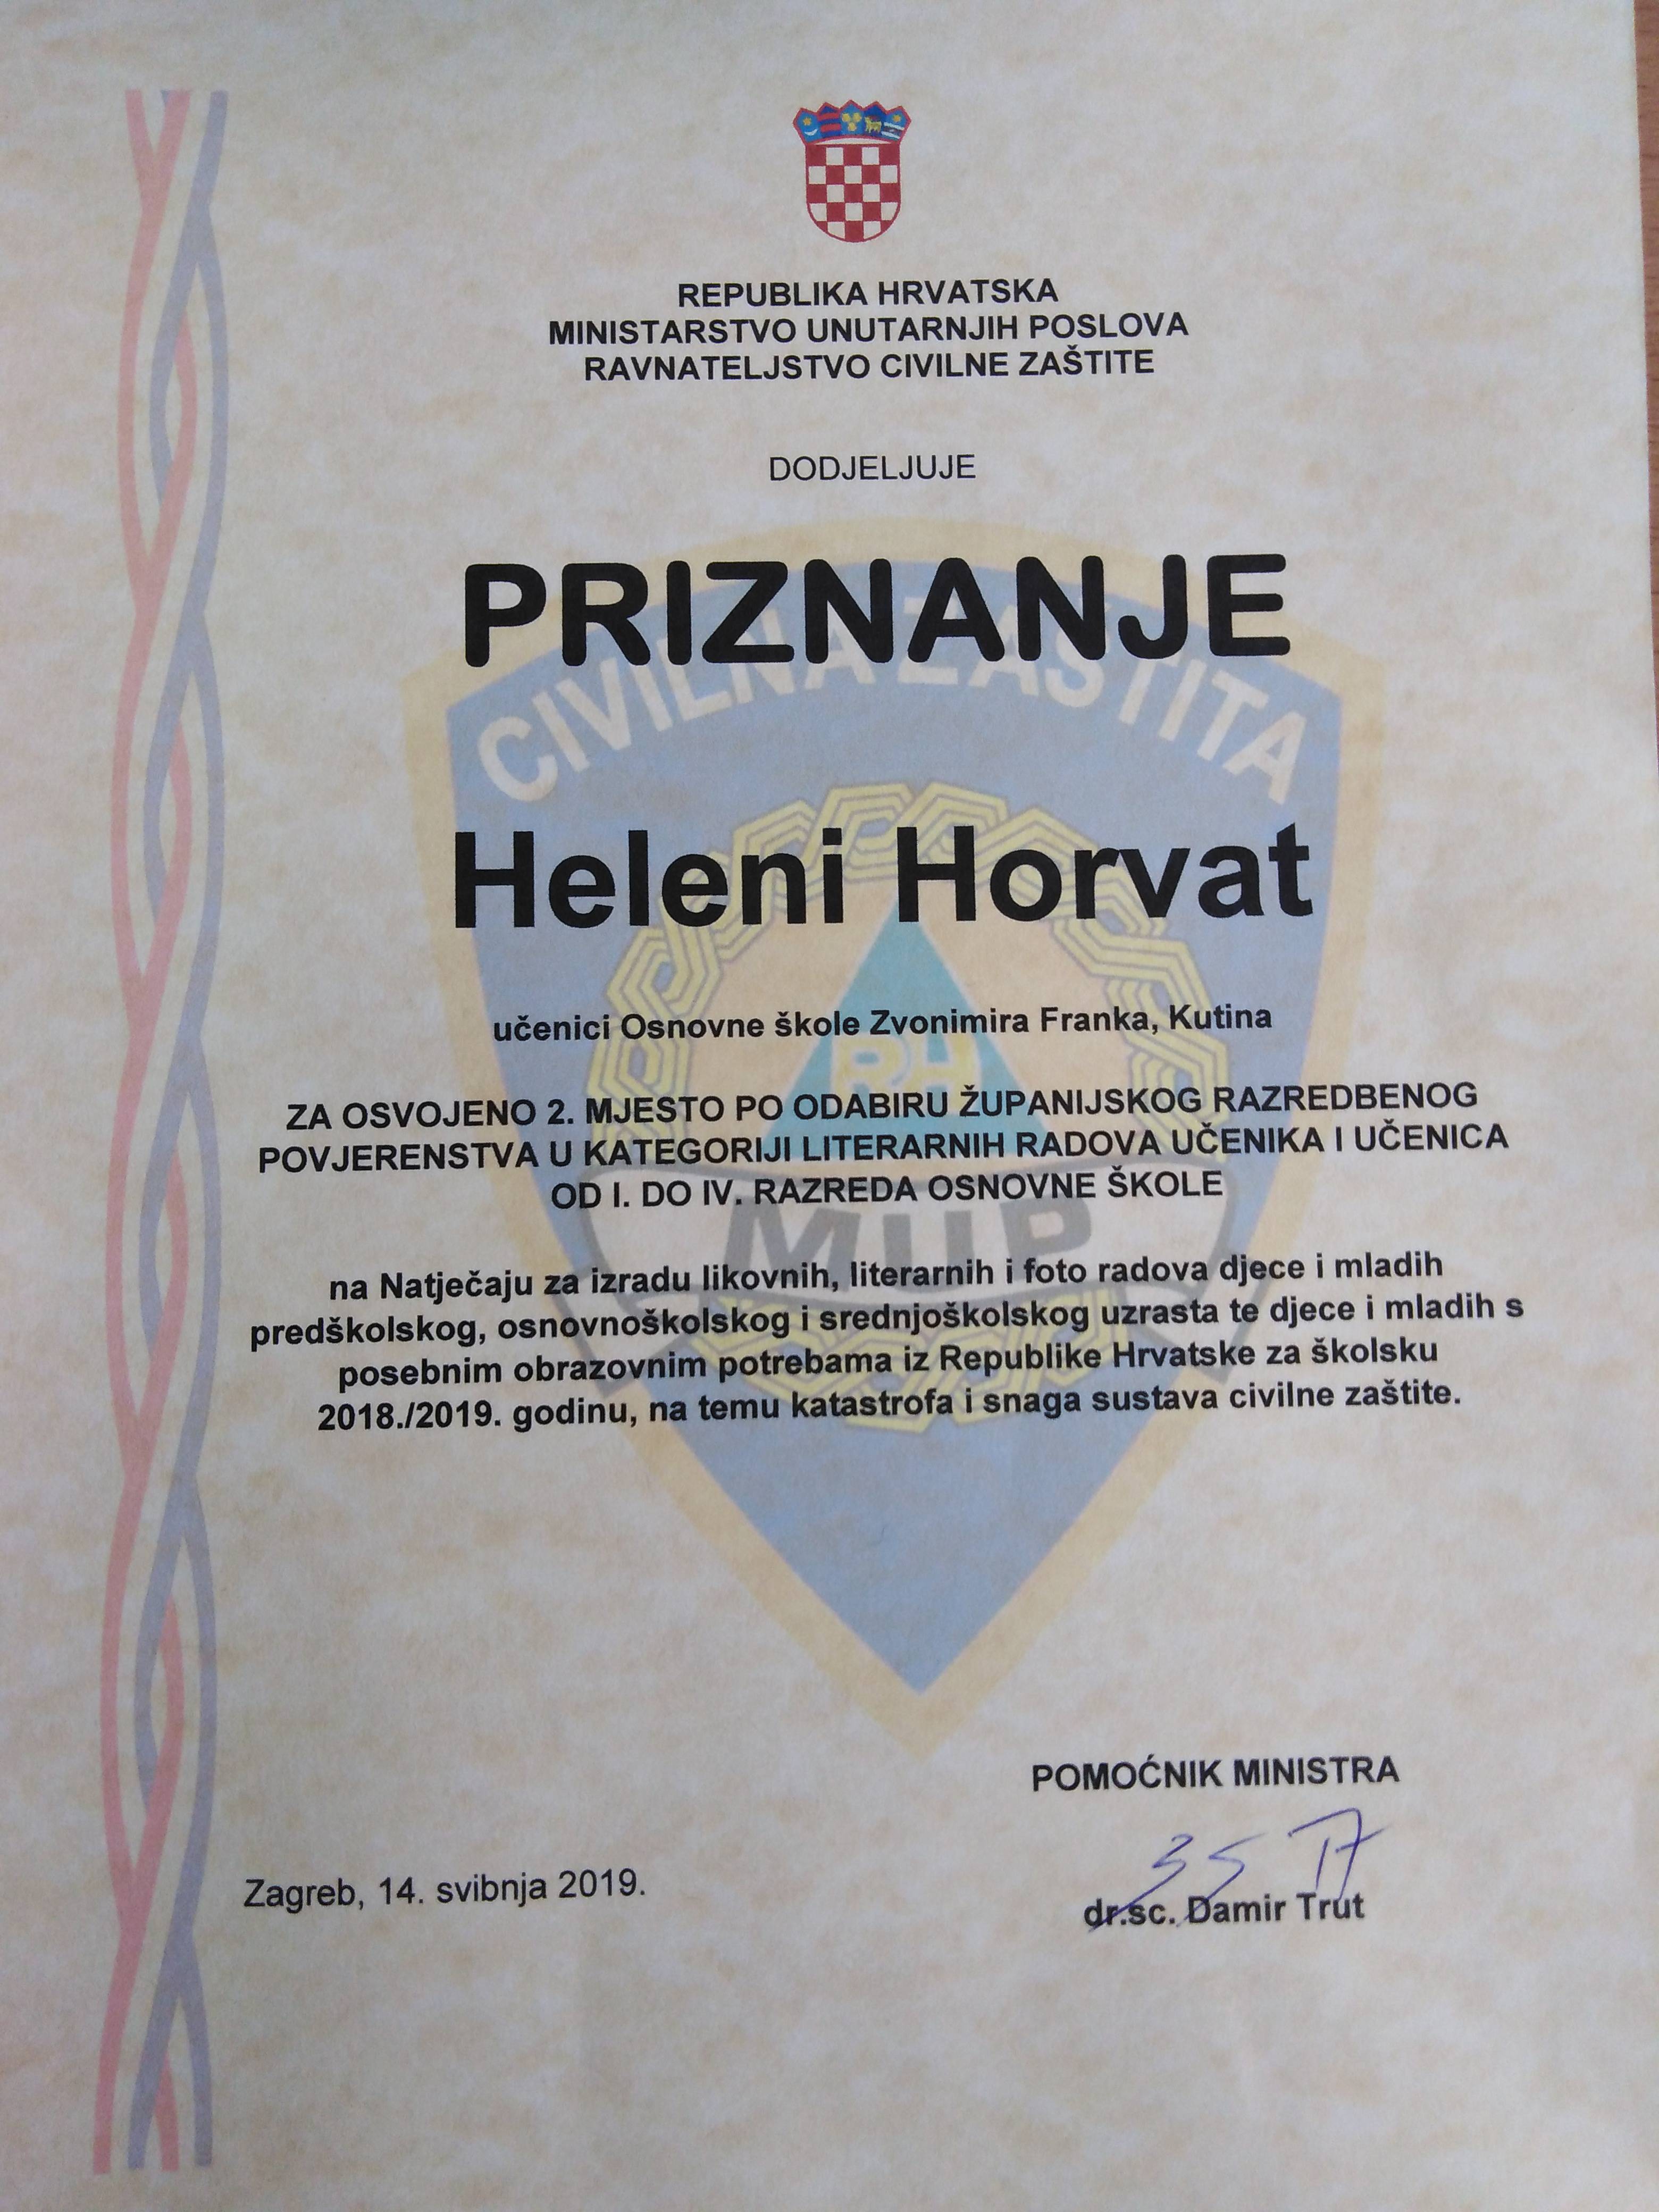 REPUBLIKA HRVATSKA
MINISTARSTVO UNUTARNJIH POSLOVA
RAVNATELJSTVO CIVILNE ZAŠTITE
DODJELJUJE
PRIZNANJE
CIVILNA ZAŠTITA
Heleni Horvat
učenici Osnovne škole Zvonimira Franka, Kutina
RH
ZA OSVOJENO 2. MJESTO PO ODABIRU ŽUPANIJSKOG RAZREDBENOG
POVJERENSTVA U KATEGORIJI LITERARNIH RADOVA UČENIKA I UČENICA
OD I. DO IV. RAZREDA OSNOVNE ŠKOLE
MUP
na Natječaju za izradu likovnih, literarnih i foto radova djece i mladih
predškolskog, osnovnoškolskog i srednjoškolskog uzrasta te djece i mladih s
posebnim obrazovnim potrebama iz Republike Hrvatske za školsku
2018./2019. godinu, na temu katastrofa i snaga sustava civilne zaštite.
POMOĆNIK MINISTRA
Zagreb, 14. svibnja 2019.
dr.sc. Damir Trut